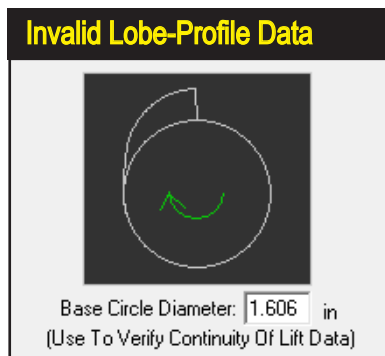 Invalid Lobe-Profile Data
Base Circle Diameter: 1.606 in
(Use To Verify Continuity Of Lift Data)